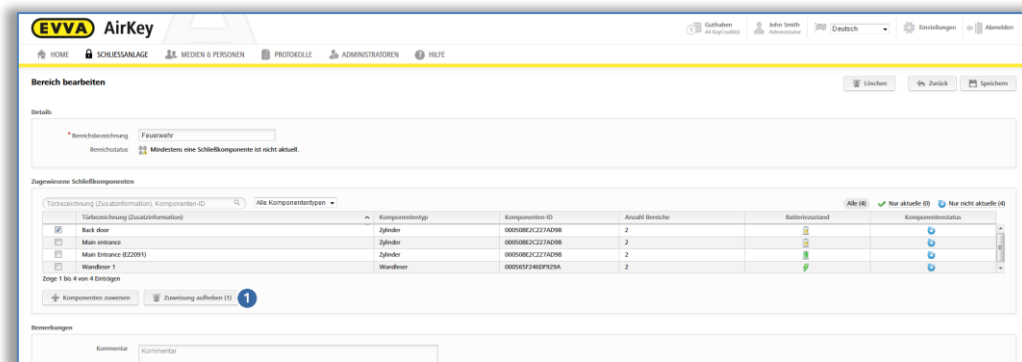 EVVA AirKey
Guthaben
44 KeyCredits
John Smith
Administrator
Deutsch
Einstellungen
Abmelden
HOME SCHLIESSANLAGE MEDIEN & PERSONEN PROTOKOLLE ADMINISTRATOREN HILFE
Bereich bearbeiten Löschen Zurück Speichern
Details
* Bereichsbezeichnung Feuerwehr
Bereichsstatus Mindestens eine Schließkomponente ist nicht aktuell.
Zugewiesene Schließkomponenten
Türbezeichnung (Zusatzinformation), Komponenten-ID Alle Komponententypen Alle (4) Nur aktuelle (0) Nur nicht aktuelle (4)
Türbezeichnung (Zusatzinformation) Komponententyp Komponenten-ID Anzahl Bereiche Batteriezustand Komponentenstatus
Back door Zylinder 000508E2C227AD98 2
Main entrance Zylinder 000508E2C227AD98 2
Main Entrance (EZ2091) Zylinder 000508E2C227AD98 2
Wandleser 1 Wandleser 000565F246DF929A 2
Zeige 1 bis 4 von 4 Einträgen
Komponenten zuweisen Zuweisung aufheben (1) 1
Bemerkungen
Kommentar Kommentar